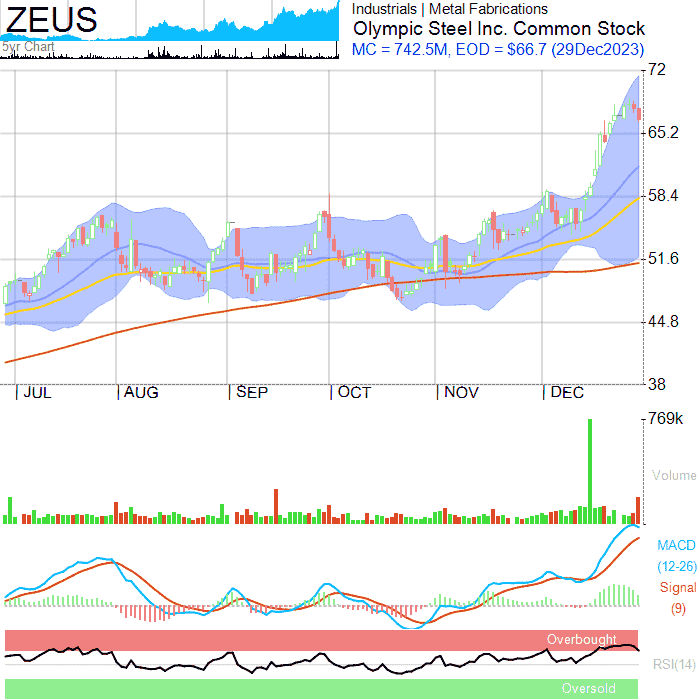 ZEUS
5yr Chart
Industrials | Metal Fabrications
Olympic Steel Inc. Common Stock
MC = 742.5M, EOD = $66.7 (29Dec2023)
72
65.2
58.4
51.6
44.8
38
| JUL | AUG | SEP | OCT | NOV | DEC
769k
Volume
MACD
(12-26)
Signal
(9)
Overbought
RSI(14)
Oversold